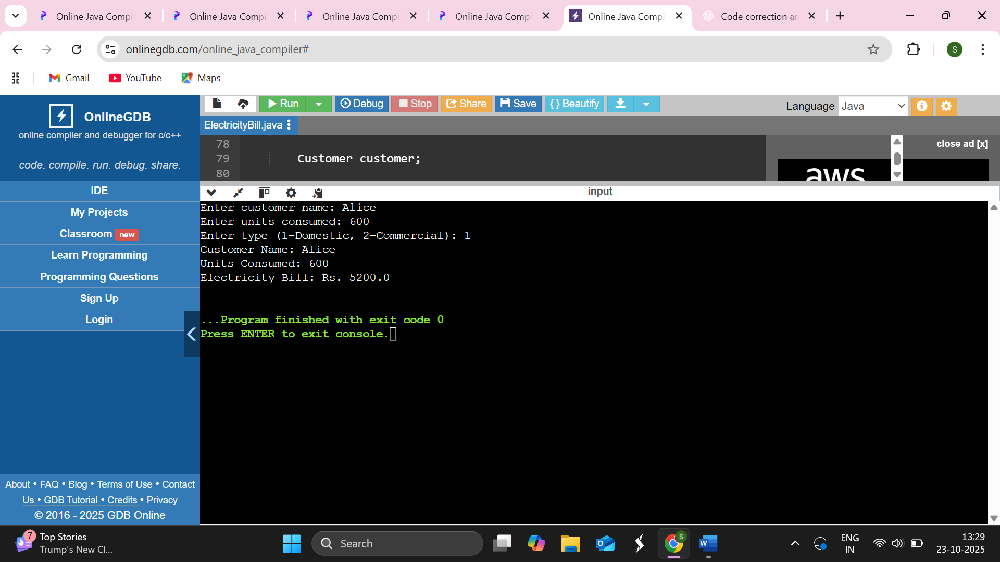 Online Java Compi
Online Java Compi
Online Java Compi
Online Java Compi
Online Java Compi
Code correction an
onlinegdb.com/online_java_compiler#
S
Gmail
YouTube
Maps
OnlineGDB
online compiler and debugger for c/c++
code. compile. run. debug. share.
IDE
My Projects
Classroom new
Learn Programming
Programming Questions
Sign Up
Login
About • FAQ • Blog • Terms of Use • Contact
Us • GDB Tutorial • Credits • Privacy
© 2016 - 2025 GDB Online
Run
Debug
Stop
Share
Save
{ } Beautify
Language Java
ElectricityBill.java
78
79 Customer customer;
80
close ad [x]
aws
input
Enter customer name: Alice
Enter units consumed: 600
Enter type (1-Domestic, 2-Commercial): 1
Customer Name: Alice
Units Consumed: 600
Electricity Bill: Rs. 5200.0
...Program finished with exit code 0
Press ENTER to exit console.
7
Top Stories
Trump's New Cl...
Search
S
ENG
IN
13:29
23-10-2025